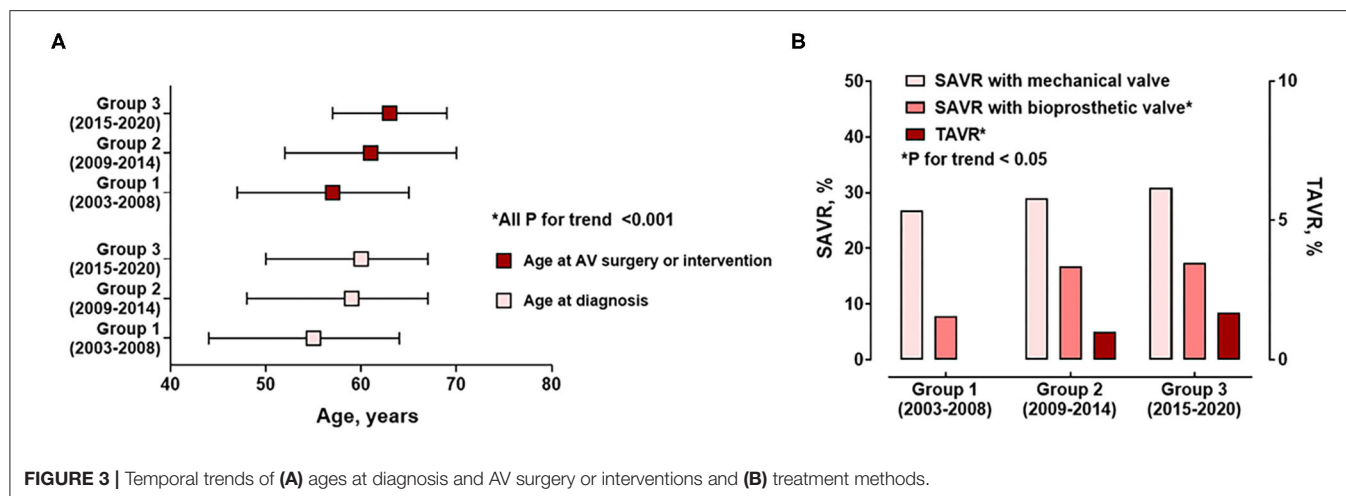 A
Group 3
(2015-2020)
Group 2
(2009-2014)
Group 1
(2003-2008)
Group 3
(2015-2020)
Group 2
(2009-2014)
Group 1
(2003-2008)
*All P for trend <0.001
Age at AV surgery or intervention
Age at diagnosis
40 50 60 70 80
Age, years
B
SAVR with mechanical valve
SAVR with bioprosthetic valve*
TAVR*
*P for trend < 0.05
50
40
30
20
10
0
SAVR, %
10
5
0
TAVR, %
Group 1
(2003-2008)
Group 2
(2009-2014)
Group 3
(2015-2020)
FIGURE 3 | Temporal trends of (A) ages at diagnosis and AV surgery or interventions and (B) treatment methods.